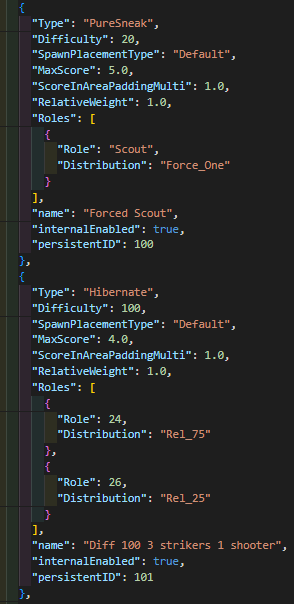 {
"Type": "PureSneak",
"Difficulty": 20,
"SpawnPlacementType": "Default",
"MaxScore": 5.0,
"ScoreInAreaPaddingMulti": 1.0,
"RelativeWeight": 1.0,
"Roles": [
{
"Role": "Scout",
"Distribution": "Force_One"
}
],
"name": "Forced Scout",
"internalEnabled": true,
"persistentID": 100
},
{
"Type": "Hibernate",
"Difficulty": 100,
"SpawnPlacementType": "Default",
"MaxScore": 4.0,
"ScoreInAreaPaddingMulti": 1.0,
"RelativeWeight": 1.0,
"Roles": [
{
"Role": 24,
"Distribution": "Rel_75"
},
{
"Role": 26,
"Distribution": "Rel_25"
}
],
"name": "Diff 100 3 strikers 1 shooter",
"internalEnabled": true,
"persistentID": 101
},